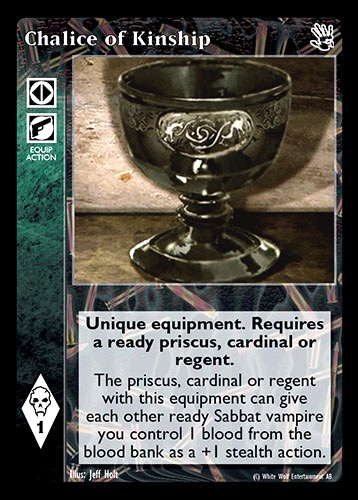 Chalice of Kinship
EQUIP
ACTION
Unique equipment. Requires
a ready priscus, cardinal or
regent.
The priscus, cardinal or regent
with this equipment can give
each other ready Sabbat vampire
you control 1 blood from the
blood bank as a +1 stealth action.
1
Illus: Jeff Holt
(C) White Wolf Entertainment AB